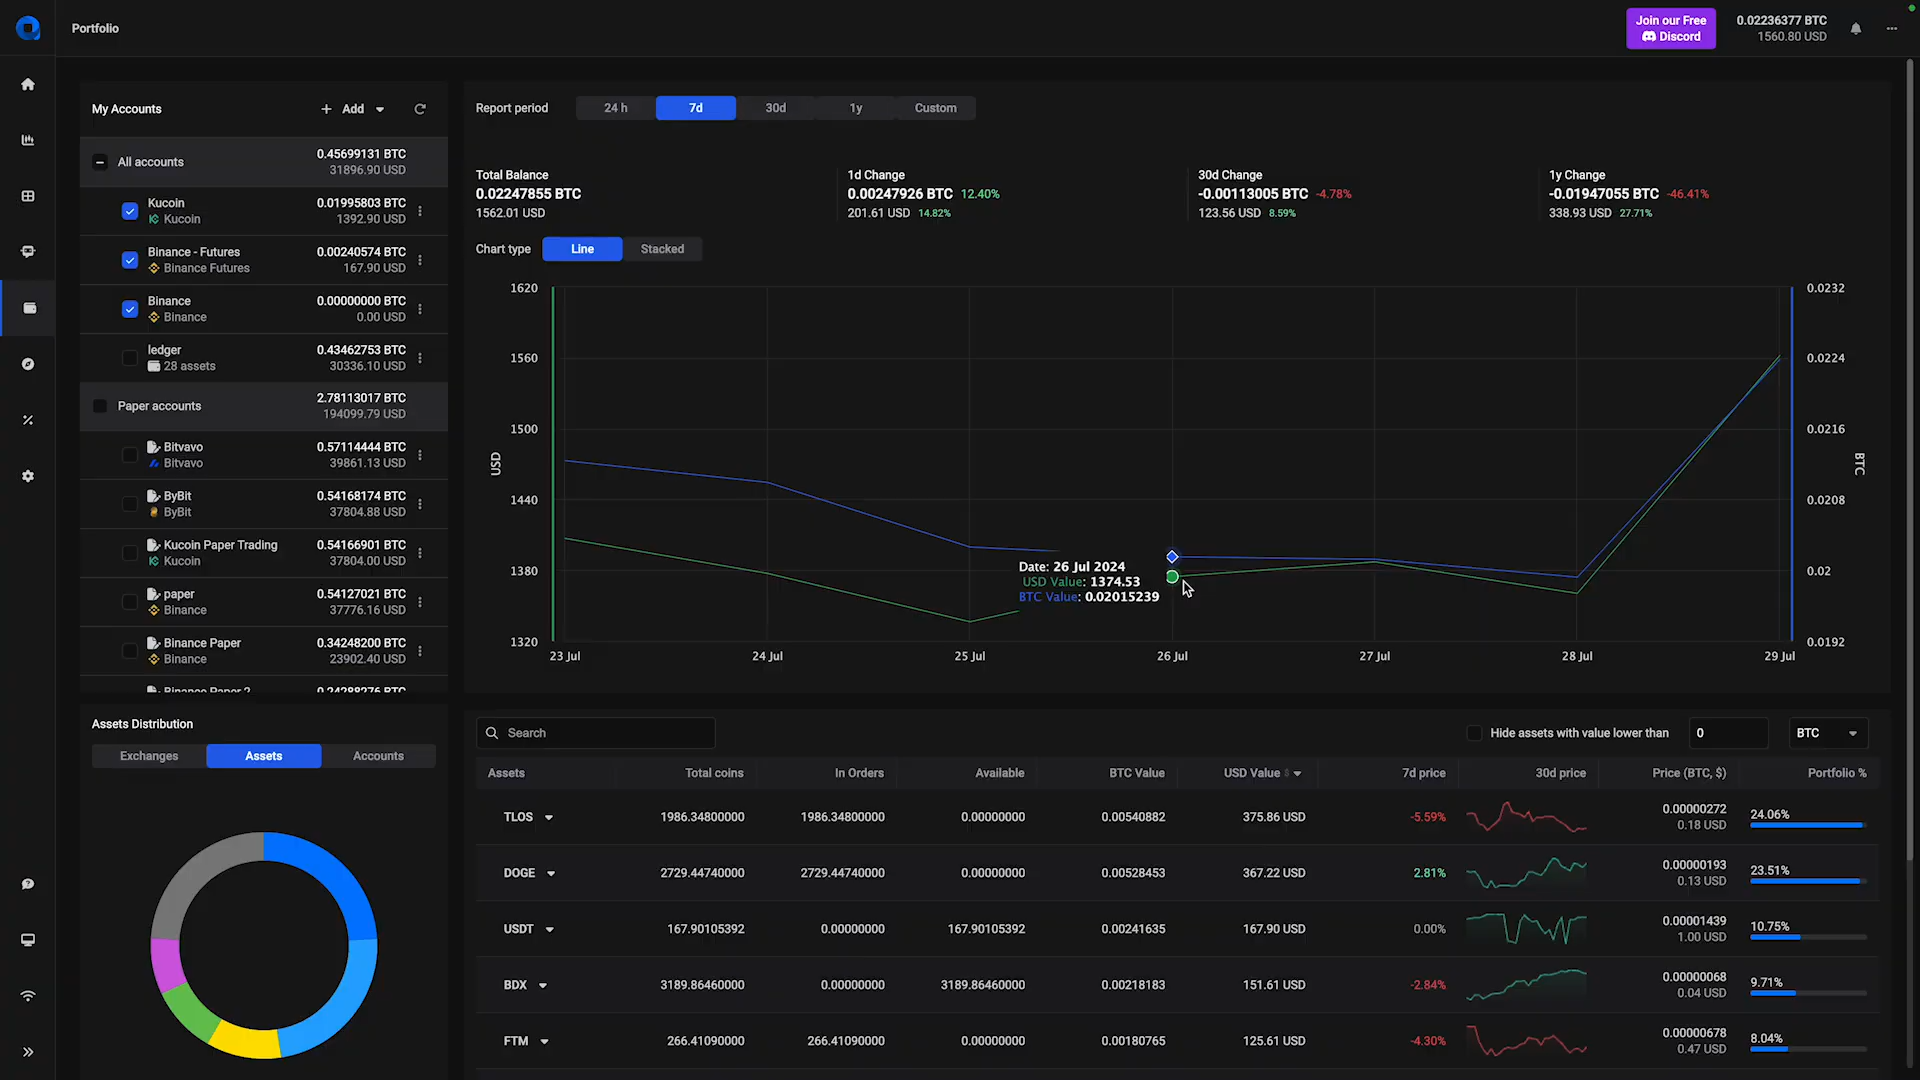 Portfolio
Join our Free
Discord
0.02236377 BTC
1560.80 USD
My Accounts
Add
All accounts
0.45699131 BTC
31896.90 USD
Kucoin
0.01995803 BTC
Kucoin
1392.90 USD
Binance - Futures
0.00240574 BTC
Binance Futures
167.90 USD
Binance
0.00000000 BTC
Binance
0.00 USD
ledger
0.43462753 BTC
28 assets
30336.10 USD
Paper accounts
2.78113017 BTC
194099.79 USD
Bitvavo
0.57114444 BTC
Bitvavo
39861.13 USD
ByBit
0.54168174 BTC
ByBit
37804.88 USD
Kucoin Paper Trading
0.54166901 BTC
Kucoin
37804.00 USD
paper
0.54127021 BTC
Binance
37776.16 USD
Binance Paper
0.34248200 BTC
Binance
23902.40 USD
Binance Paper 2
0.24288276 BTC
Report period
24 h
7d
30d
1y
Custom
Total Balance
0.02247855 BTC
1562.01 USD
1d Change
0.00247926 BTC 12.40%
201.61 USD 14.82%
30d Change
-0.00113005 BTC -4.78%
123.56 USD 8.59%
1y Change
-0.01947055 BTC -46.41%
338.93 USD 27.71%
Chart type
Line
Stacked
1620
1560
1500
1440
1380
1320
USD
0.0232
0.0224
0.0216
0.0208
0.02
0.0192
BTC
Date: 26 Jul 2024
USD Value: 1374.53
BTC Value: 0.02015239
23 Jul
24 Jul
25 Jul
26 Jul
27 Jul
28 Jul
29 Jul
Assets Distribution
Exchanges
Assets
Accounts
Search
Hide assets with value lower than
0
BTC
Assets
Total coins
In Orders
Available
BTC Value
USD Value
7d price
30d price
Price (BTC, $)
Portfolio %
TLOS
1986.34800000
1986.34800000
0.00000000
0.00540882
375.86 USD
-5.59%
0.00000272
0.18 USD
24.06%
DOGE
2729.44740000
2729.44740000
0.00000000
0.00528453
367.22 USD
2.81%
0.00000193
0.13 USD
23.51%
USDT
167.90105392
0.00000000
167.90105392
0.00241635
167.90 USD
0.00%
0.00001439
1.00 USD
10.75%
BDX
3189.86460000
0.00000000
3189.86460000
0.00218183
151.61 USD
-2.84%
0.00000068
0.04 USD
9.71%
FTM
266.41090000
266.41090000
0.00000000
0.00180765
125.61 USD
-4.30%
0.00000678
0.47 USD
8.04%